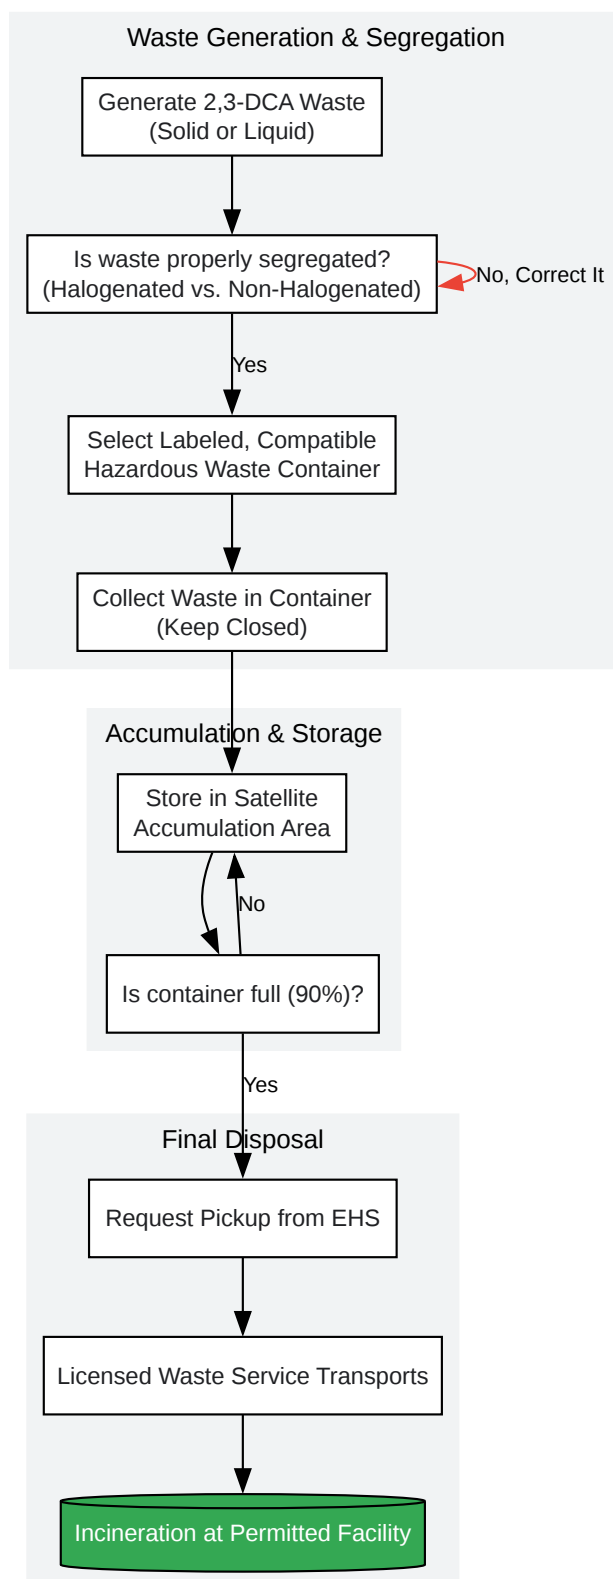 Waste Generation & Segregation
Generate 2,3-DCA Waste
(Solid or Liquid)
Is waste properly segregated?
(Halogenated vs. Non-Halogenated)
No, Correct It
Yes
Select Labeled, Compatible
Hazardous Waste Container
Collect Waste in Container
(Keep Closed)
Accumulation & Storage
Store in Satellite
Accumulation Area
No
Is container full (90%)?
Yes
Final Disposal
Request Pickup from EHS
Licensed Waste Service Transports
Incineration at Permitted Facility